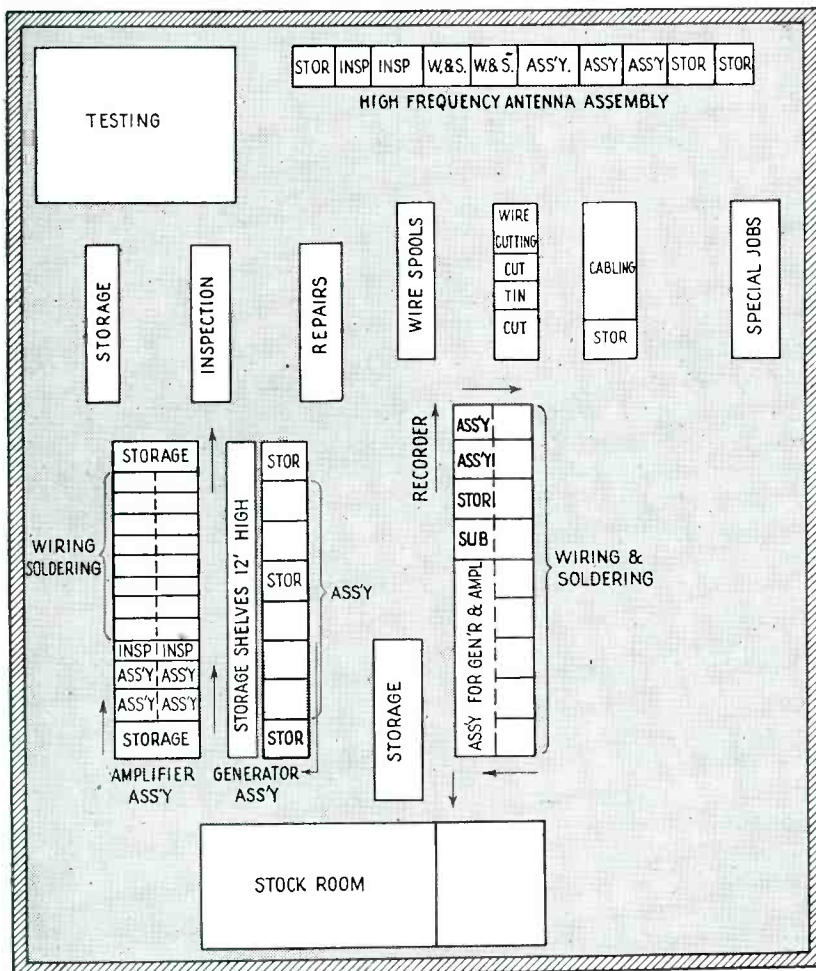 STOR INSP INSP W.&S. W.&S. ASS'Y. ASS'Y ASS'Y STOR STOR
HIGH FREQUENCY ANTENNA ASSEMBLY
TESTING
STORAGE
INSPECTION
REPAIRS
WIRE SPOOLS
WIRE
CUTTING
CUT
TIN
CUT
CABLING
STOR
SPECIAL JOBS
STORAGE
WIRING
SOLDERING
INSP INSP
ASS'Y ASS'Y
ASS'Y ASS'Y
STORAGE
AMPLIFIER
ASS'Y
STORAGE SHELVES 12' HIGH
STOR
STOR
STOR
ASS'Y
GENERATOR
ASS'Y
STORAGE
RECORDER
ASS'Y
ASS'Y
STOR
SUB
ASS'Y FOR GEN'R & AMPL
WIRING &
SOLDERING
STOCK ROOM